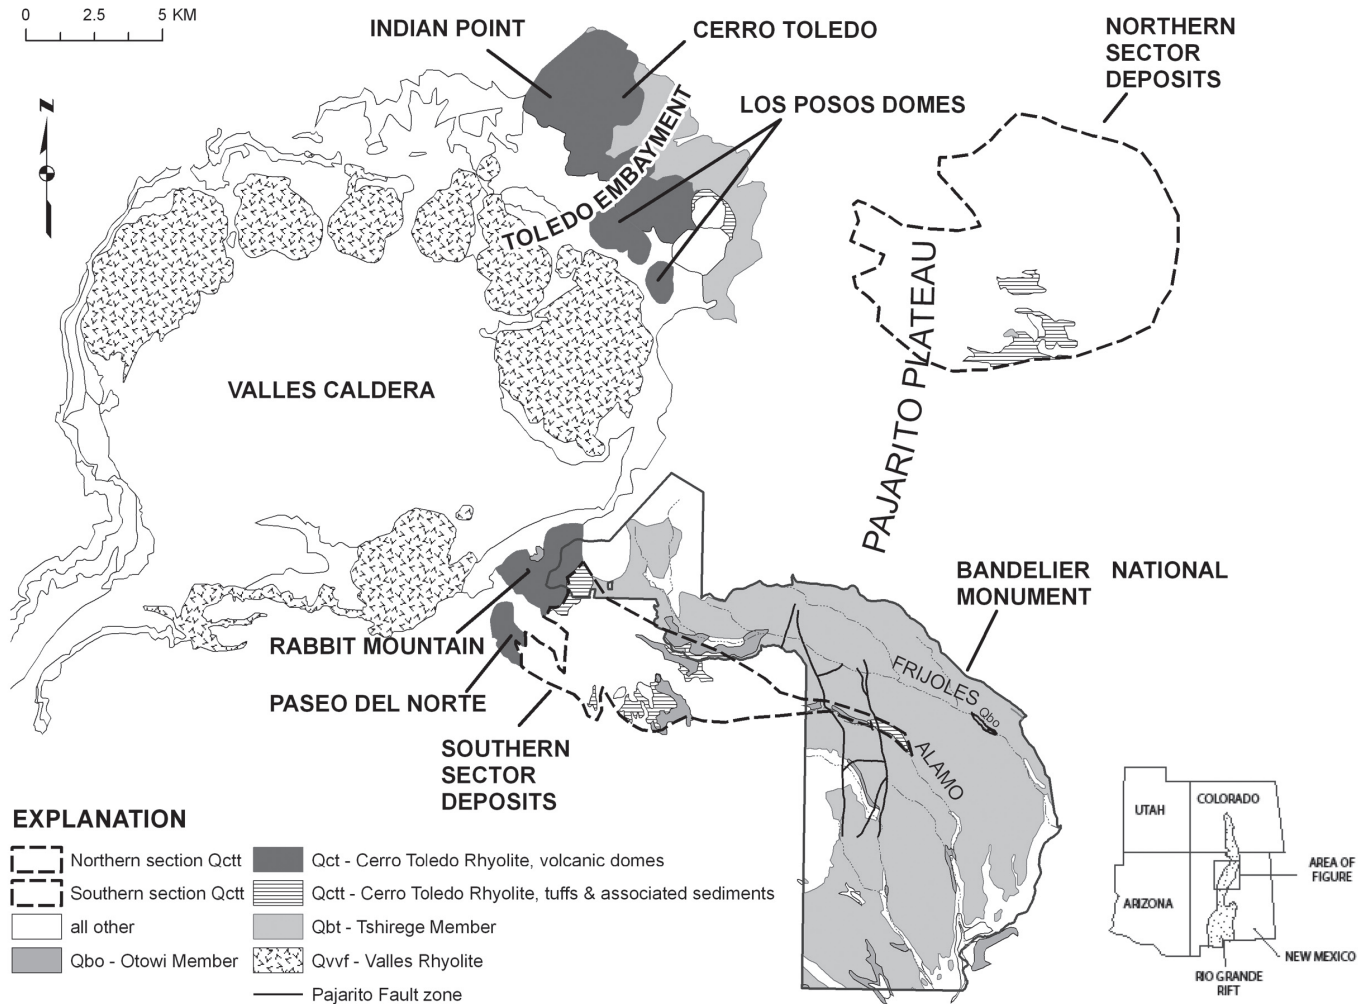 0 2.5 5 KM
INDIAN POINT
CERRO TOLEDO
NORTHERN
SECTOR
DEPOSITS
LOS POSOS DOMES
TOLEDO EMBAYMENT
N
PAJARITO PLATEAU
VALLES CALDERA
BANDELIER NATIONAL
MONUMENT
RABBIT MOUNTAIN
PASEO DEL NORTE
FRIJOLES
Qbo
ALAMO
SOUTHERN
SECTOR
DEPOSITS
EXPLANATION
Northern section Qctt
Southern section Qctt
all other
Qbo - Otowi Member
Qct - Cerro Toledo Rhyolite, volcanic domes
Qctt - Cerro Toledo Rhyolite, tuffs & associated sediments
Qbt - Tshirege Member
Qvvf - Valles Rhyolite
Pajarito Fault zone
UTAH
COLORADO
ARIZONA
AREA OF
FIGURE
NEW MEXICO
RIO GRANDE
RIFT